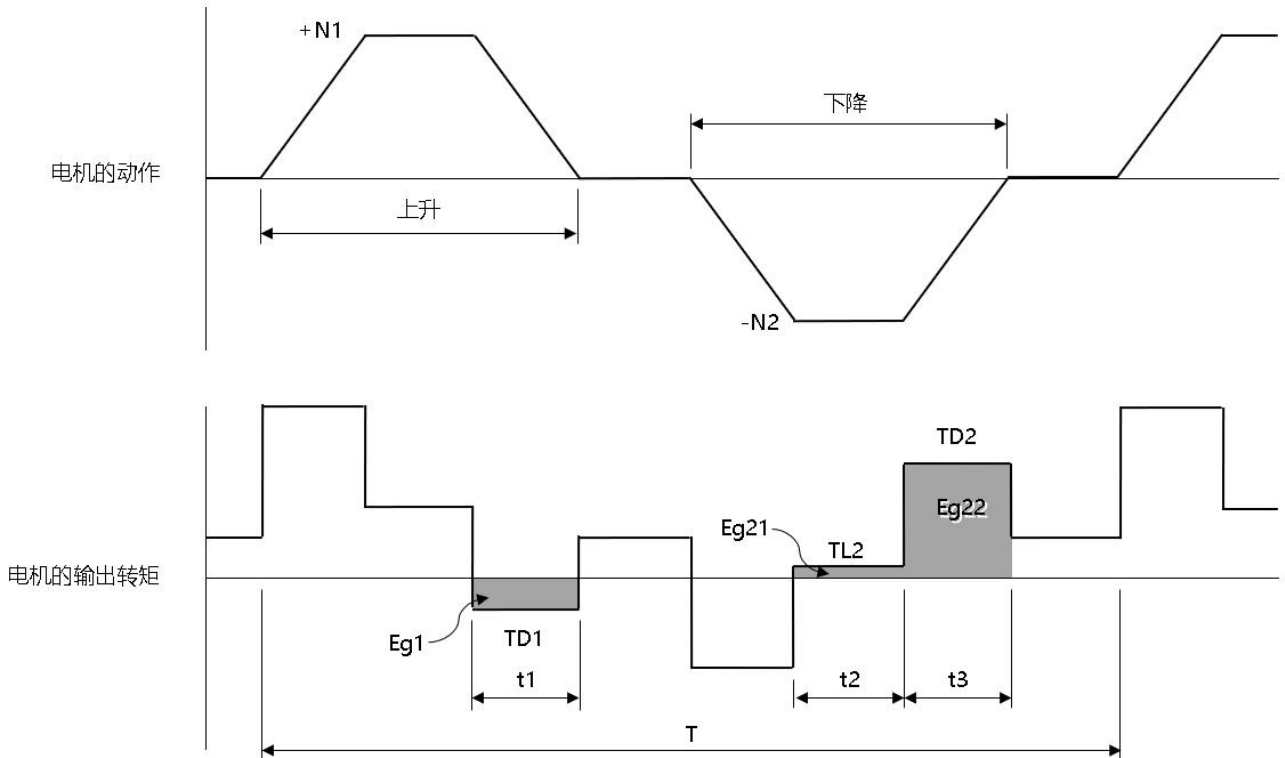 +N1
下降
电机的动作
上升
-N2
TD2
Eg22
Eg21
TL2
电机的输出转矩
Eg1
TD1
t1
t2
t3
T